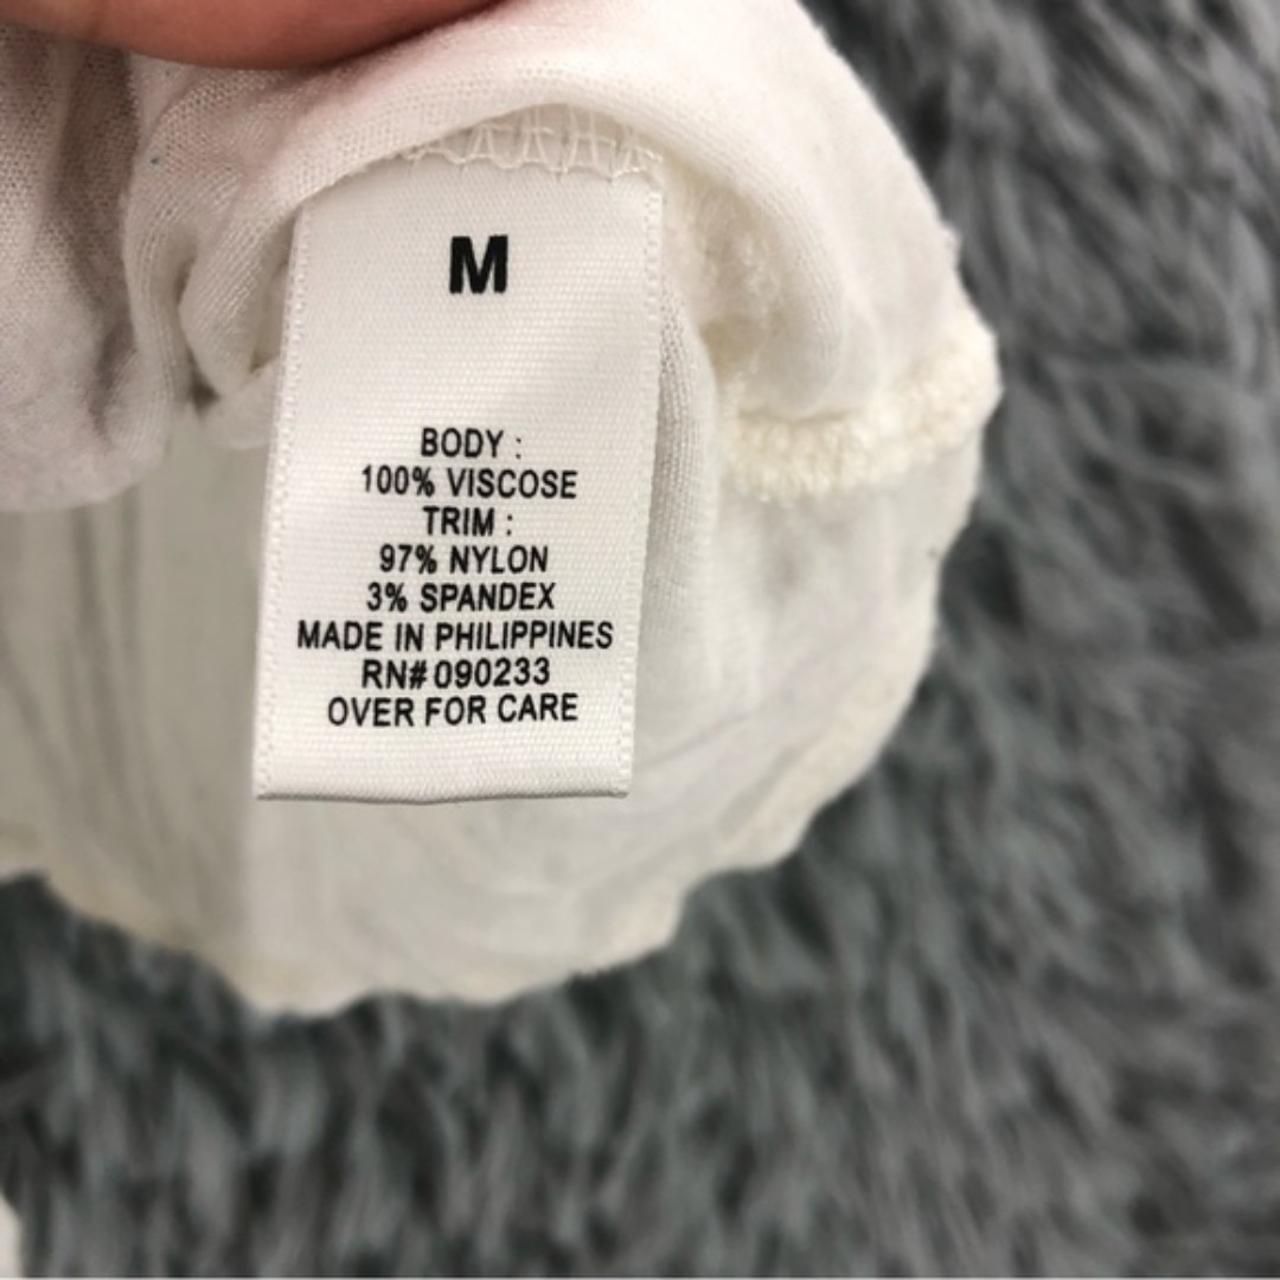 M
BODY :
100% VISCOSE
TRIM :
97% NYLON
3% SPANDEX
MADE IN PHILIPPINES
RN# 090233
OVER FOR CARE